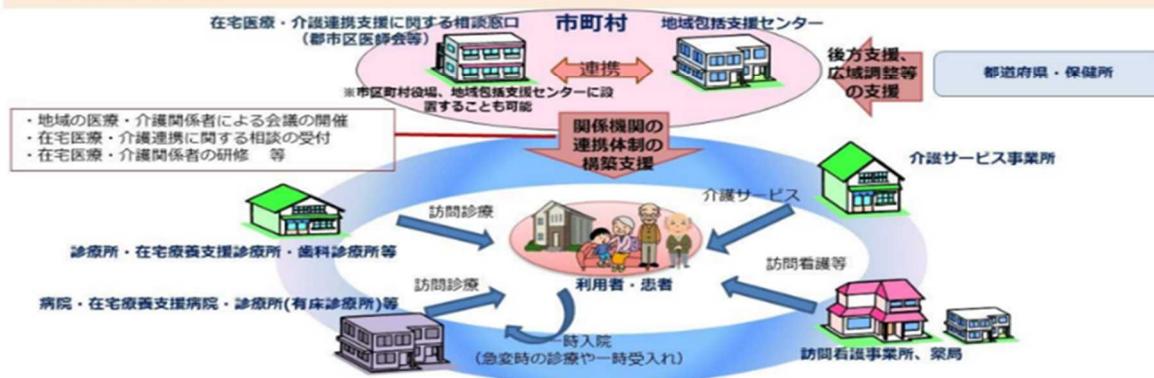 在宅医療・介護連携支援に関する相談窓口
（郡市区医師会等）
市町村
地域包括支援センター
連携
※市区町村役場、地域包括支援センターに設
置することも可能
後方支援、
広域調整等
の支援
都道府県・保健所
・地域の医療・介護関係者による会議の開催
・在宅医療・介護連携に関する相談の受付
・在宅医療・介護関係者の研修　等
関係機関の
連携体制の
構築支援
介護サービス事業所
介護サービス
訪問診療
診療所・在宅療養支援診療所・歯科診療所等
利用者・患者
訪問看護等
訪問診療
病院・在宅療養支援病院・診療所(有床診療所)等
一時入院
（急変時の診療や一時受入れ）
訪問看護事業所、薬局